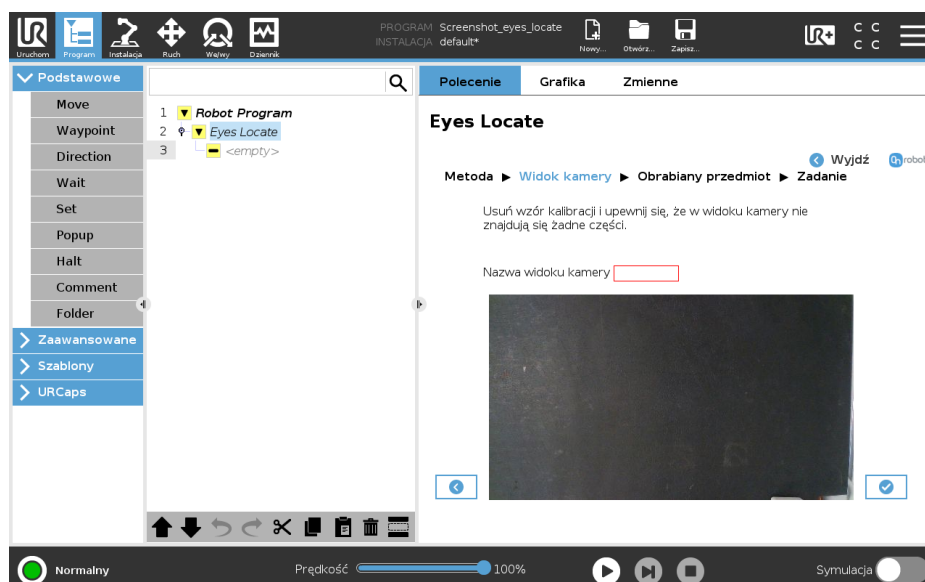 PROGRAM Screenshot_eyes_locate
INSTALACJA default*
Uruchom Program Instalacja Ruch We/wy Dziennik Nowy... Otwórz... Zapisz...
UR+
C C
C C
Podstawowe
Move
Waypoint
Direction
Wait
Set
Popup
Halt
Comment
Folder
Zaawansowane
Szablony
URCaps
1 Robot Program
2 Eyes Locate
3 <empty>
Polecenie Grafika Zmienne
Eyes Locate
Wyjdź On robot
Metoda ▶ Widok kamery ▶ Obrabiany przedmiot ▶ Zadanie
Usuń wzór kalibracji i upewnij się, że w widoku kamery nie
znajdują się żadne części.
Nazwa widoku kamery
Normalny Prędkość 100% Symulacja